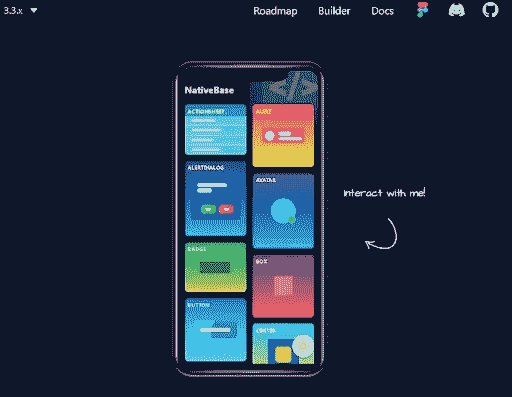 3.3.x
Roadmap Builder Docs
NativeBase
ACTIONSHEET
ALERT
ALERTDIALOG
AVATAR
Interact with me!
BADGE
BOX
BUTTON
CENTER